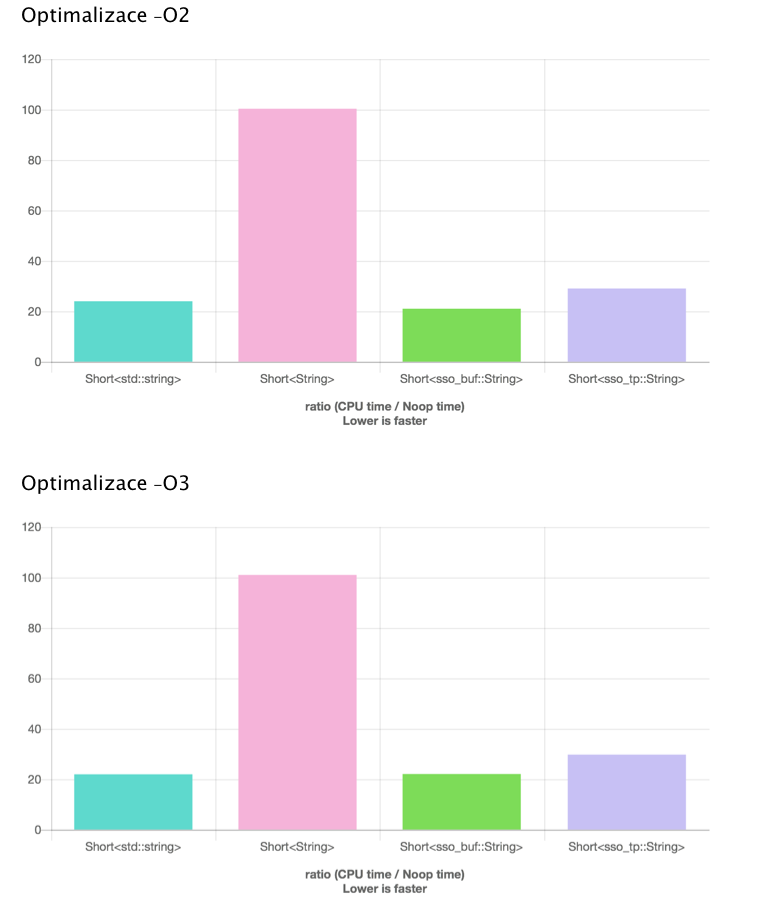 Optimalizace -O2
120
100
80
60
40
20
0
Short<std::string> Short<String> Short<sso_buf::String> Short<sso_tp::String>
ratio (CPU time / Noop time)
Lower is faster
Optimalizace -O3
120
100
80
60
40
20
0
Short<std::string> Short<String> Short<sso_buf::String> Short<sso_tp::String>
ratio (CPU time / Noop time)
Lower is faster